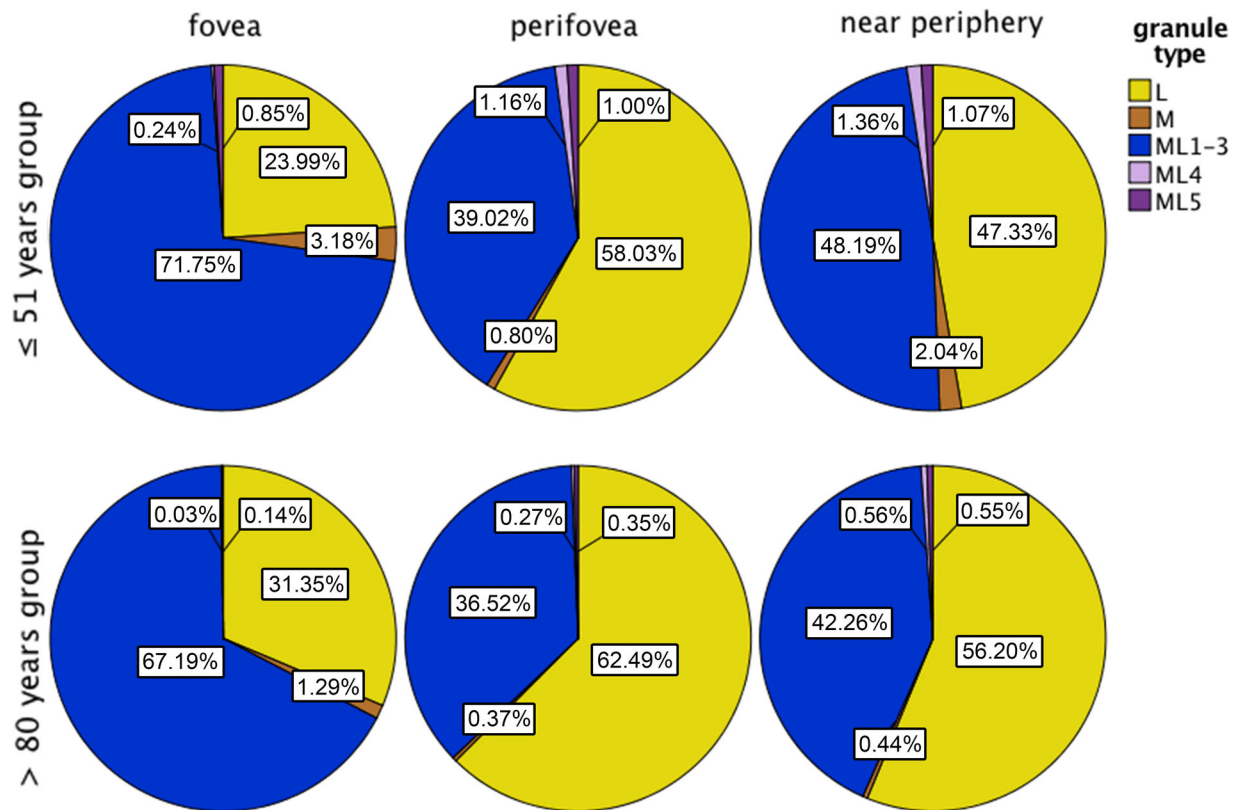 fovea
perifovea
near periphery
granule
type
L
M
ML1-3
ML4
ML5
≤ 51 years group
0.24%
0.85%
23.99%
3.18%
71.75%
1.16%
1.00%
39.02%
58.03%
0.80%
1.36%
1.07%
48.19%
47.33%
2.04%
> 80 years group
0.03%
0.14%
31.35%
67.19%
1.29%
0.27%
0.35%
36.52%
62.49%
0.37%
0.56%
0.55%
42.26%
56.20%
0.44%